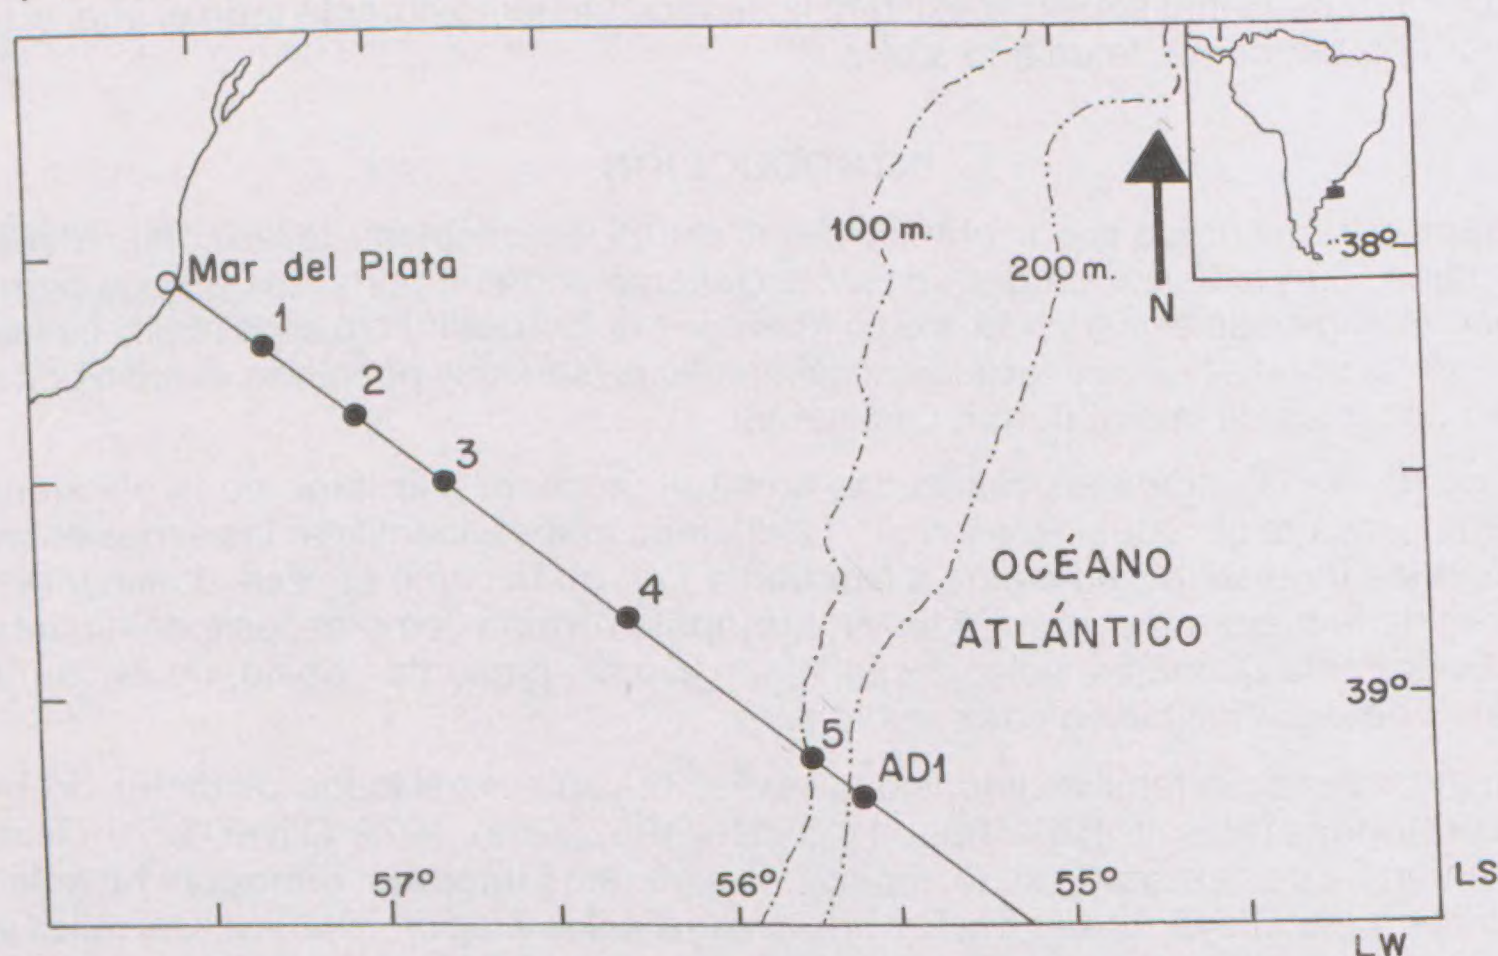 100 m.
200 m.
N
38°
Mar del Plata
1
2
3
4
OCÉANO
ATLÁNTICO
39°
5
AD1
57°
56°
55°
LS
LW